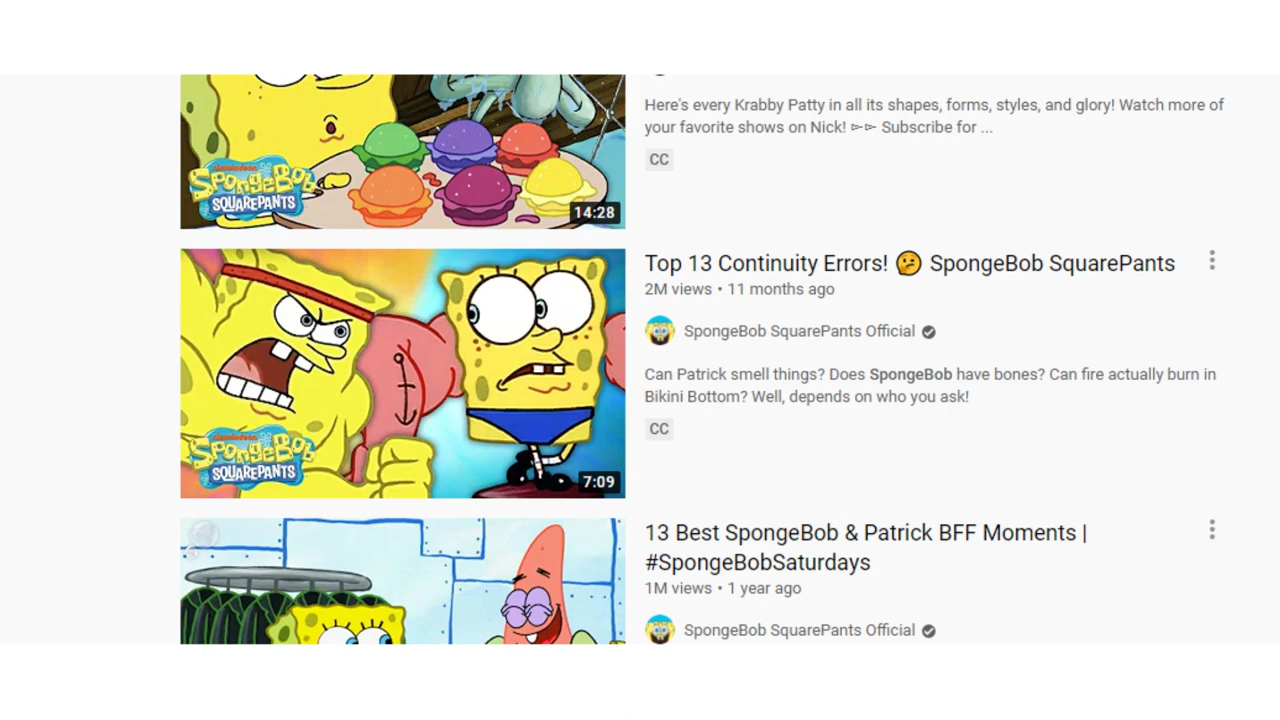 Here's every Krabby Patty in all its shapes, forms, styles, and glory! Watch more of
your favorite shows on Nick! ▻▻ Subscribe for ...
CC
nickelodeon
SpongeBob
SQUAREPANTS
14:28
Top 13 Continuity Errors! 🤔 SpongeBob SquarePants
2M views • 11 months ago
SpongeBob SquarePants Official
Can Patrick smell things? Does SpongeBob have bones? Can fire actually burn in
Bikini Bottom? Well, depends on who you ask!
CC
nickelodeon
SpongeBob
SQUAREPANTS
7:09
13 Best SpongeBob & Patrick BFF Moments |
#SpongeBobSaturdays
1M views • 1 year ago
SpongeBob SquarePants Official